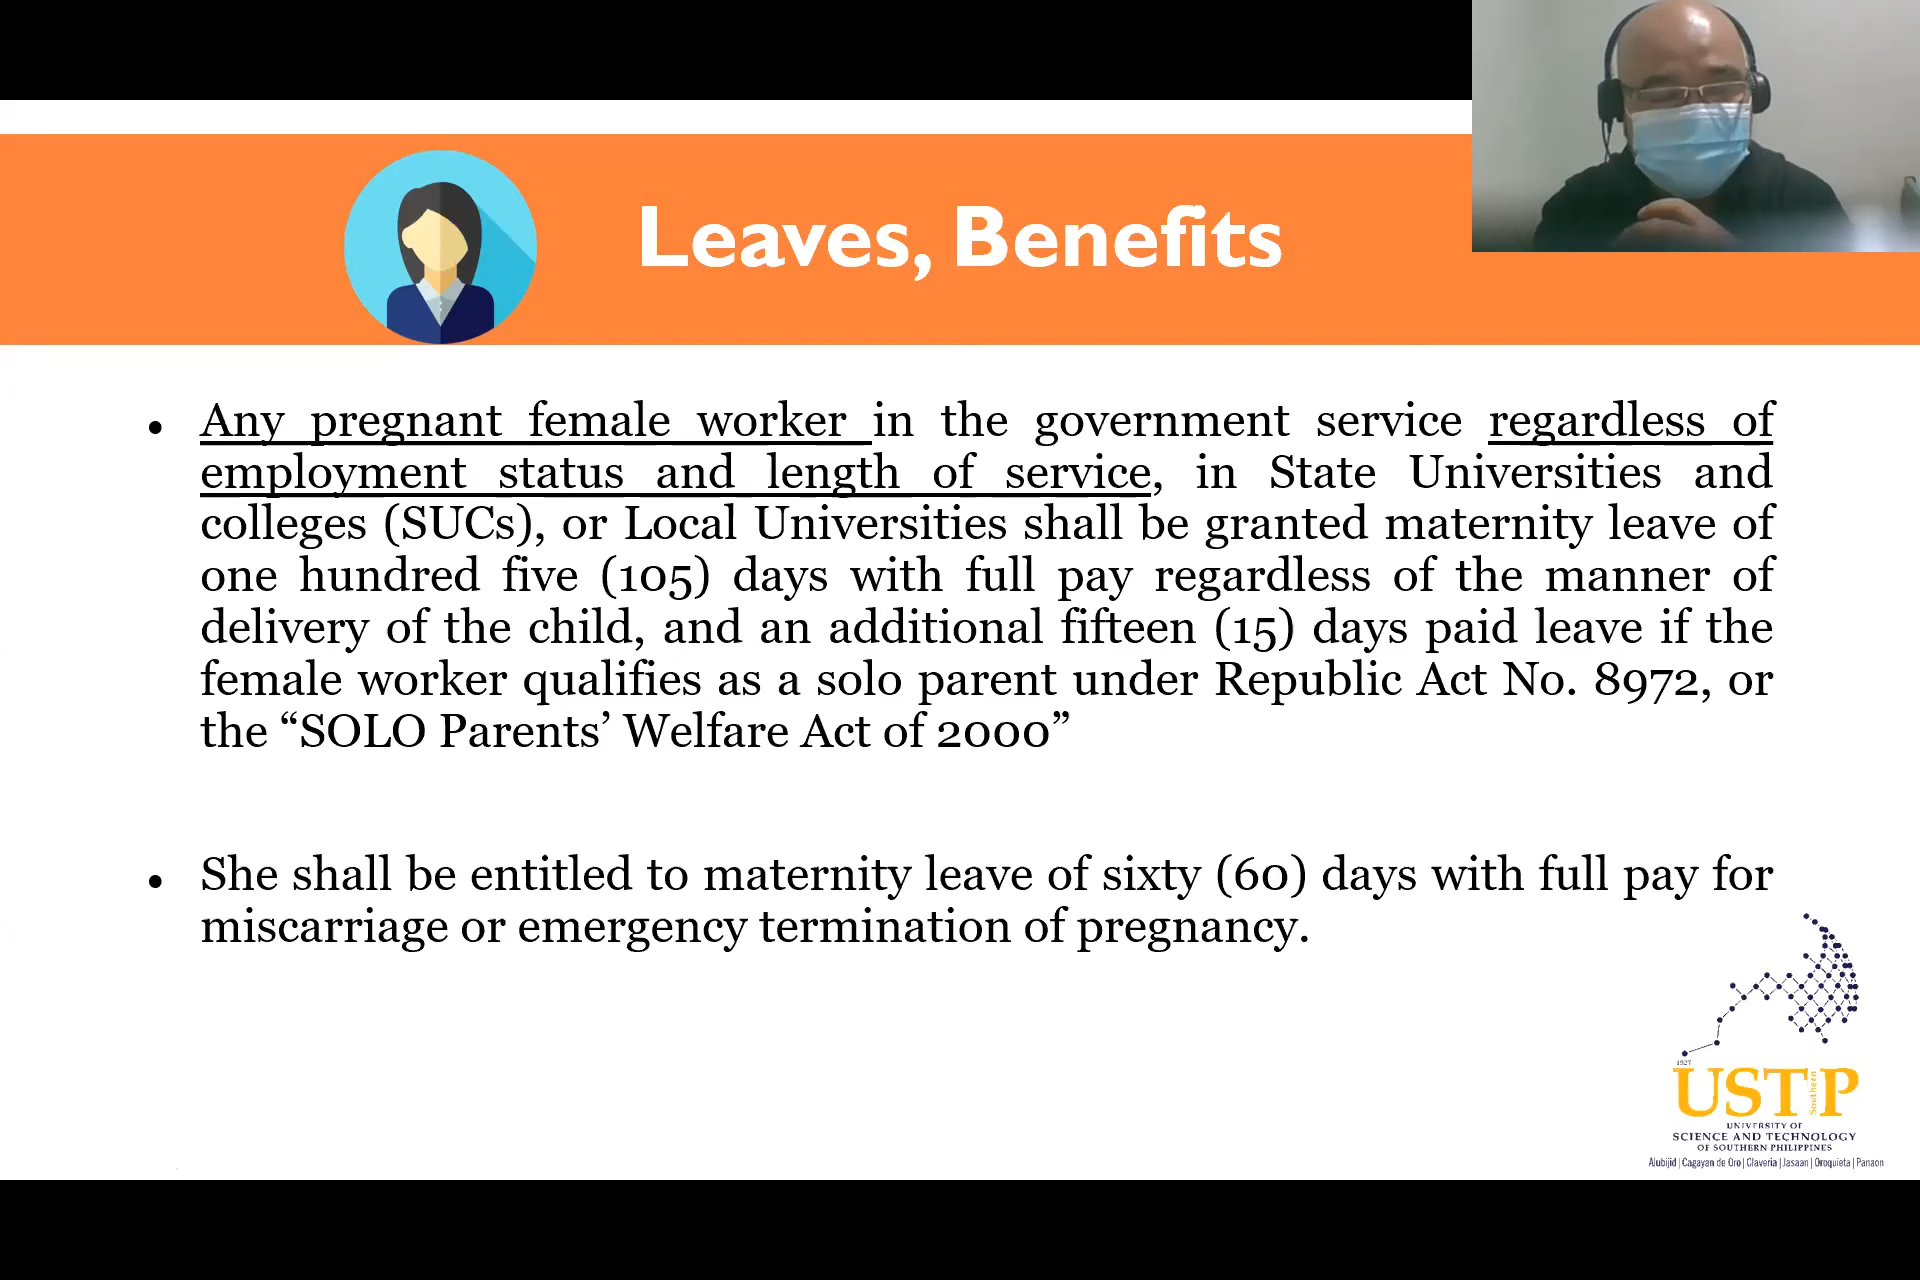 Leaves, Benefits
• Any pregnant female worker in the government service regardless of
employment status and length of service, in State Universities and
colleges (SUCs), or Local Universities shall be granted maternity leave of
one hundred five (105) days with full pay regardless of the manner of
delivery of the child, and an additional fifteen (15) days paid leave if the
female worker qualifies as a solo parent under Republic Act No. 8972, or
the “SOLO Parents’ Welfare Act of 2000”
• She shall be entitled to maternity leave of sixty (60) days with full pay for
miscarriage or emergency termination of pregnancy.
1927
USTP
Southern
UNIVERSITY OF
SCIENCE AND TECHNOLOGY
OF SOUTHERN PHILIPPINES
Alubijid | Cagayan de Oro | Claveria | Jasaan | Oroquieta | Panaon